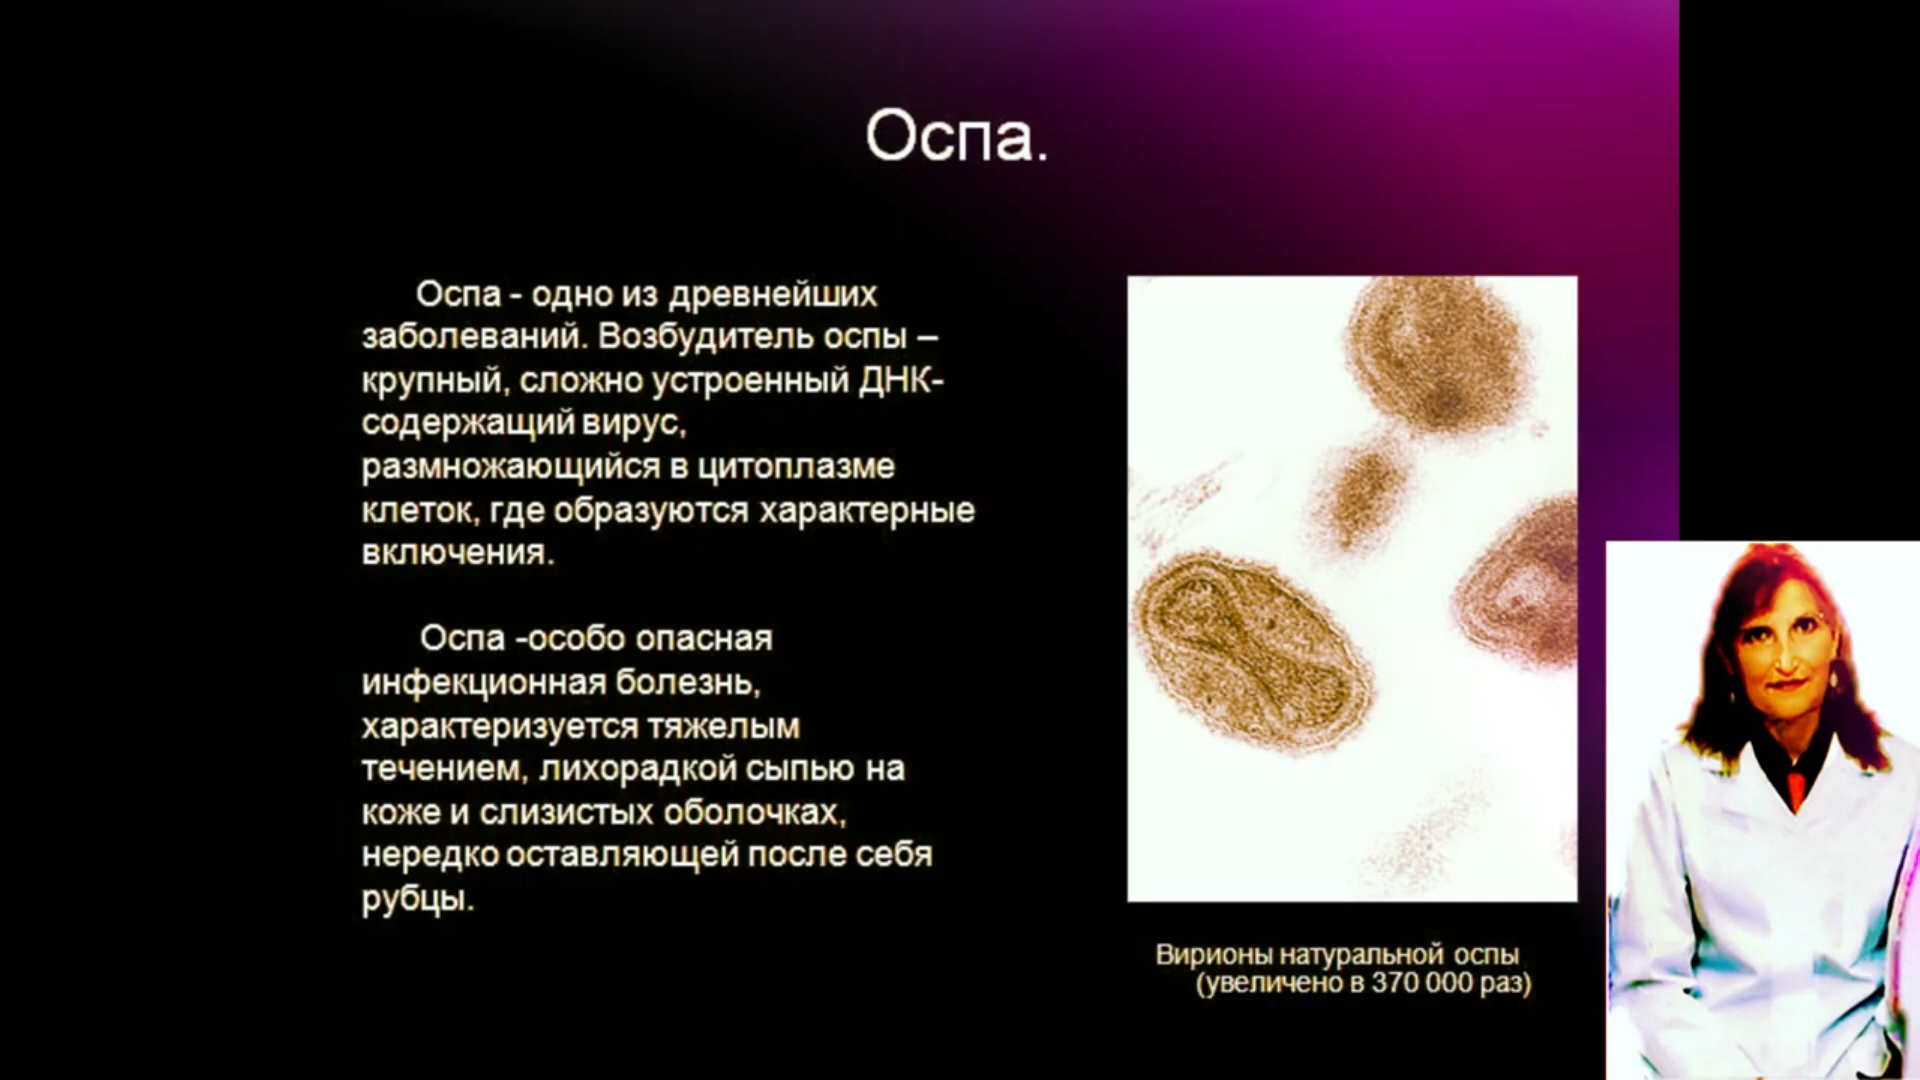 Оспа.
Оспа - одно из древнейших
заболеваний. Возбудитель оспы –
крупный, сложно устроенный ДНК-
содержащий вирус,
размножающийся в цитоплазме
клеток, где образуются характерные
включения.
Оспа -особо опасная
инфекционная болезнь,
характеризуется тяжелым
течением, лихорадкой сыпью на
коже и слизистых оболочках,
нередко оставляющей после себя
рубцы.
Вирионы натуральной оспы
(увеличено в 370 000 раз)